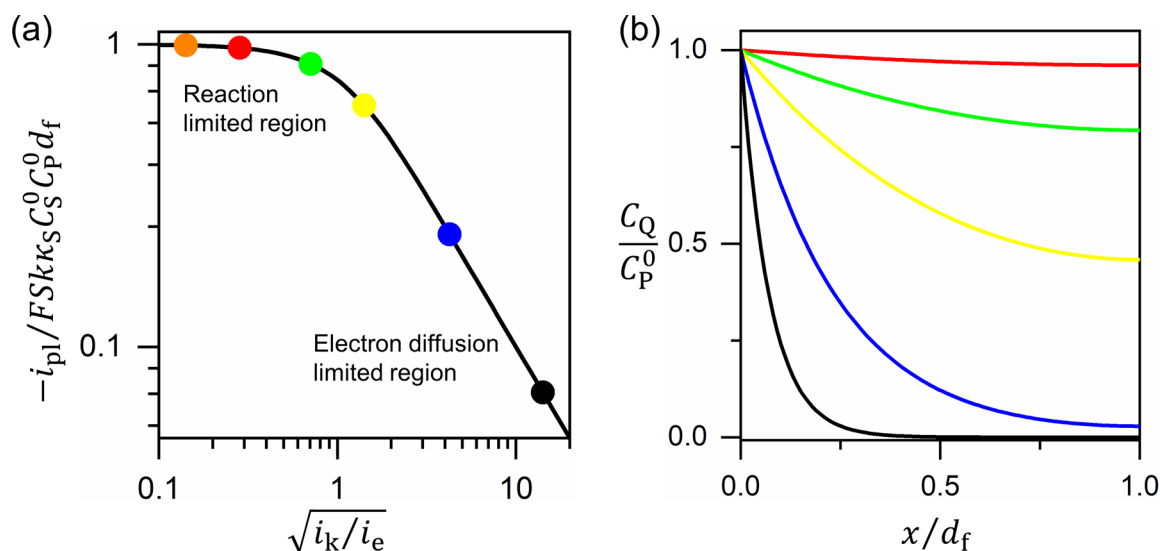 (a)
1
0.1
−i_pl/FSkκ_S C_S^0 C_P^0 d_f
Reaction
limited region
Electron diffusion
limited region
0.1
1
10
√(i_k/i_e)
(b)
1.0
0.5
0.0
C_Q
C_P^0
0.0
0.5
1.0
x/d_f